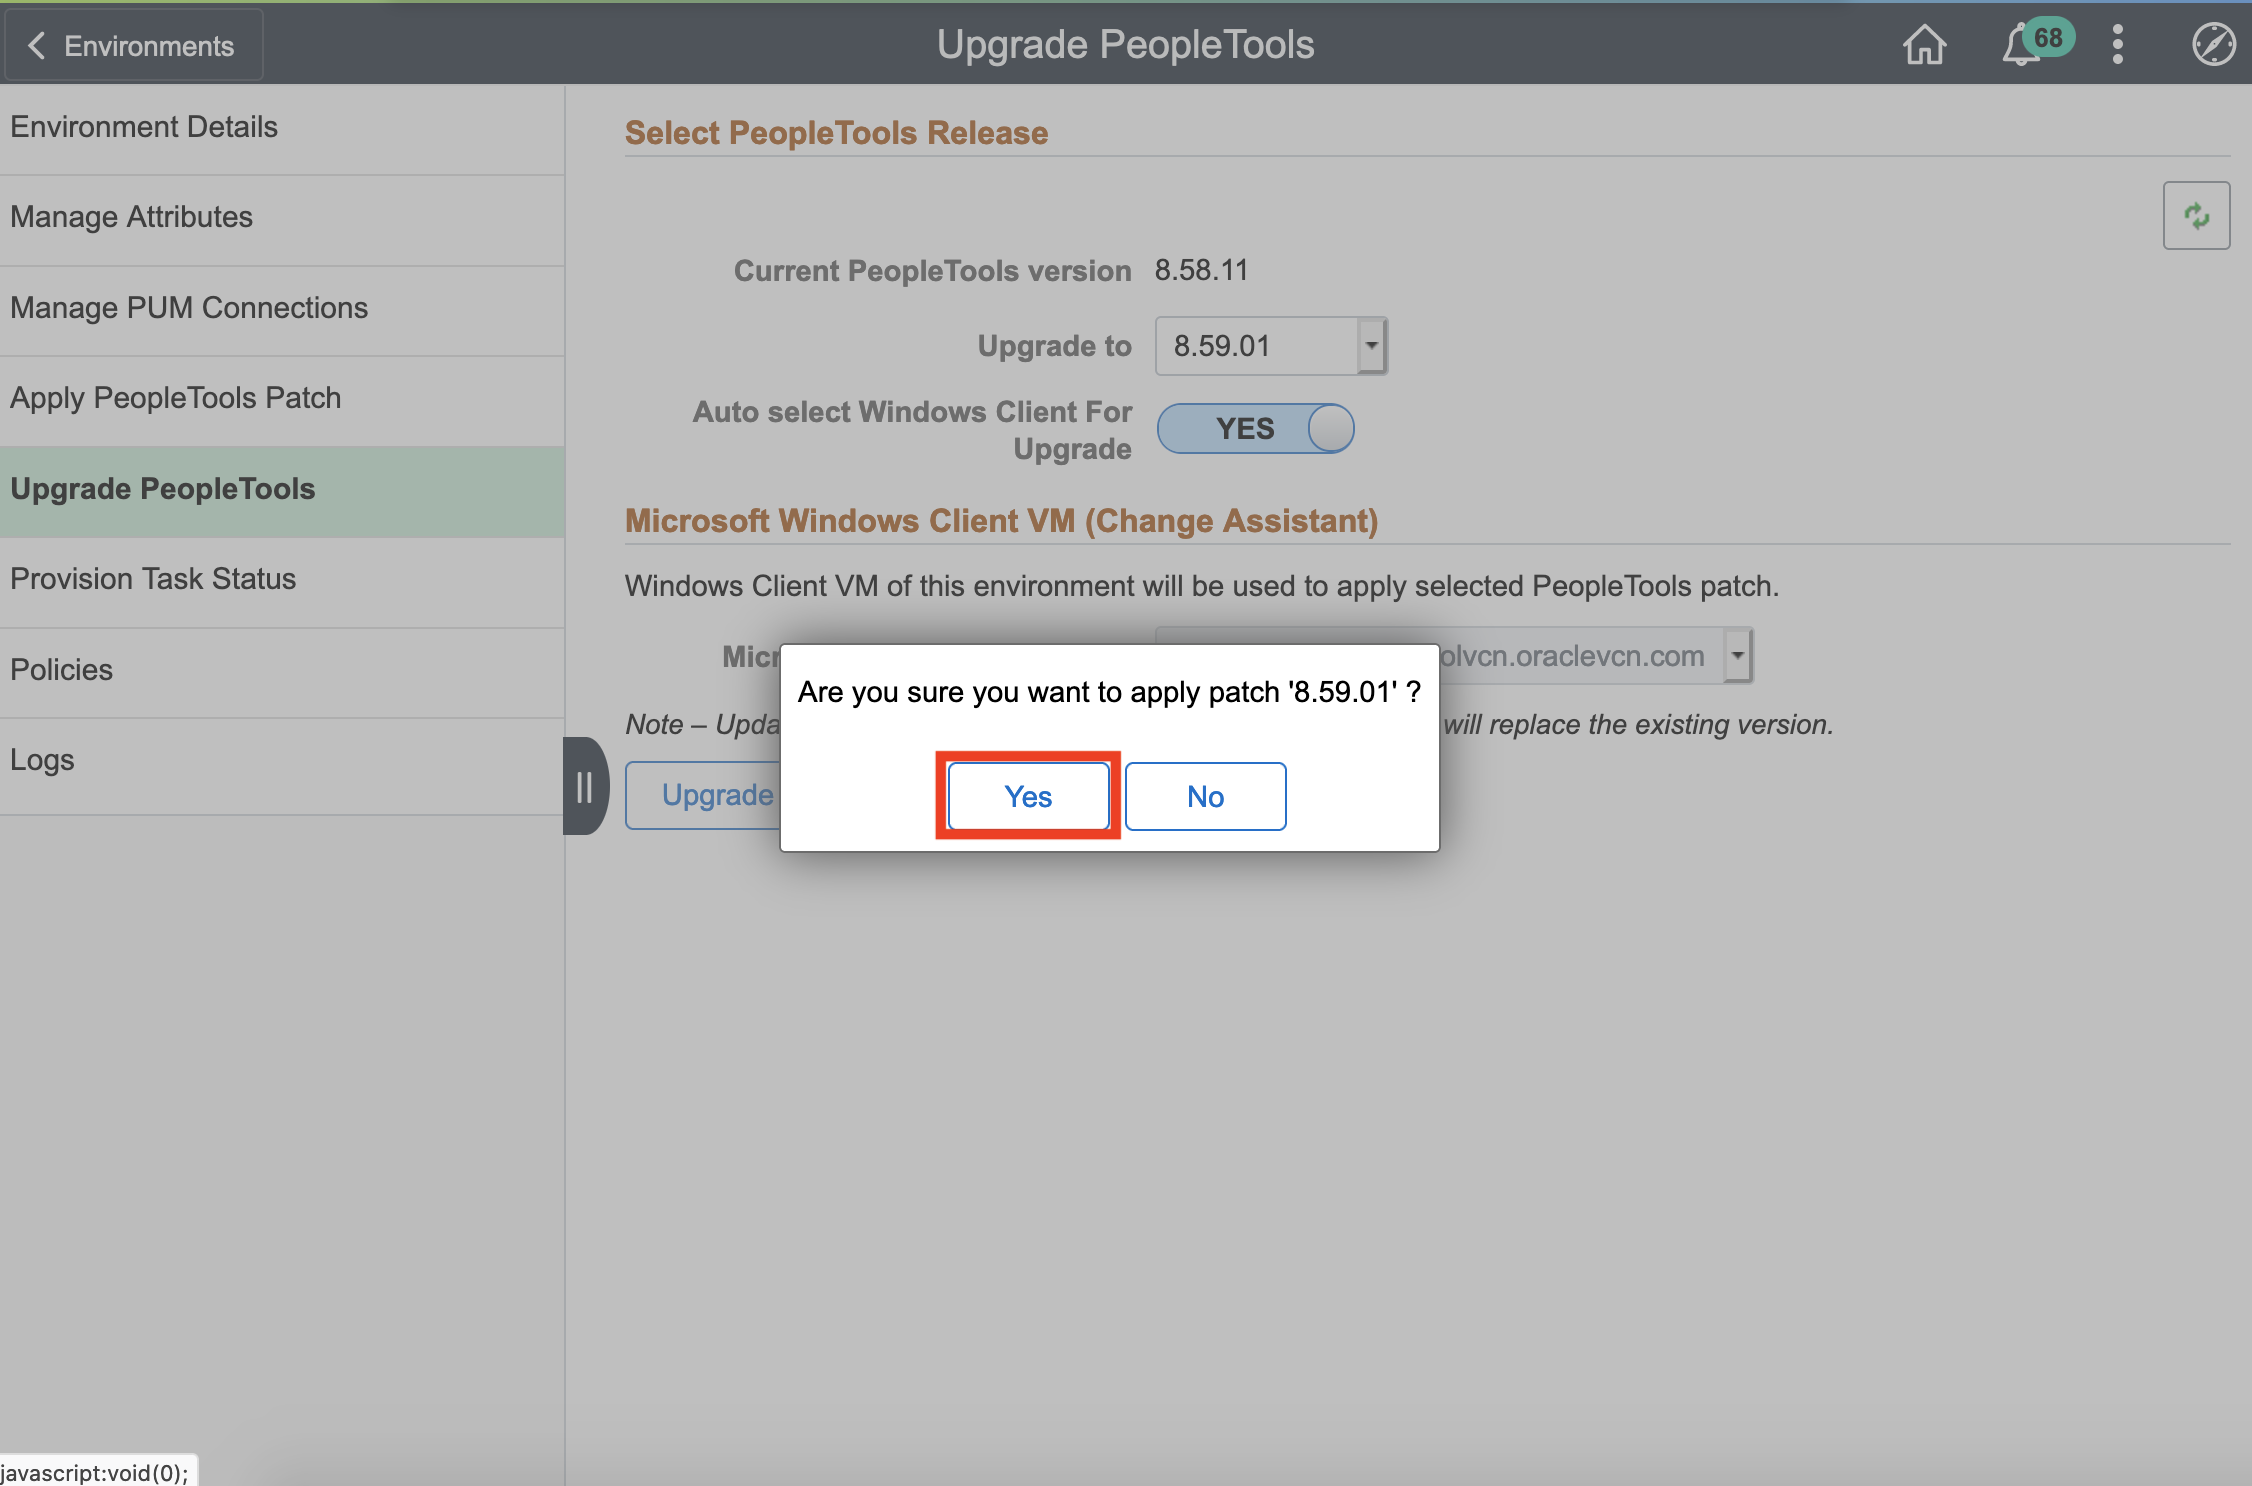 Environments
Upgrade PeopleTools
68
Environment Details
Manage Attributes
Manage PUM Connections
Apply PeopleTools Patch
Upgrade PeopleTools
Provision Task Status
Policies
Logs
Select PeopleTools Release
Current PeopleTools version 8.58.11
Upgrade to 8.59.01
Auto select Windows Client For
Upgrade
YES
Microsoft Windows Client VM (Change Assistant)
Windows Client VM of this environment will be used to apply selected PeopleTools patch.
olvcn.oraclevcn.com
Note – will replace the existing version.
Upgrade
Are you sure you want to apply patch '8.59.01' ?
Yes
No
javascript:void(0);